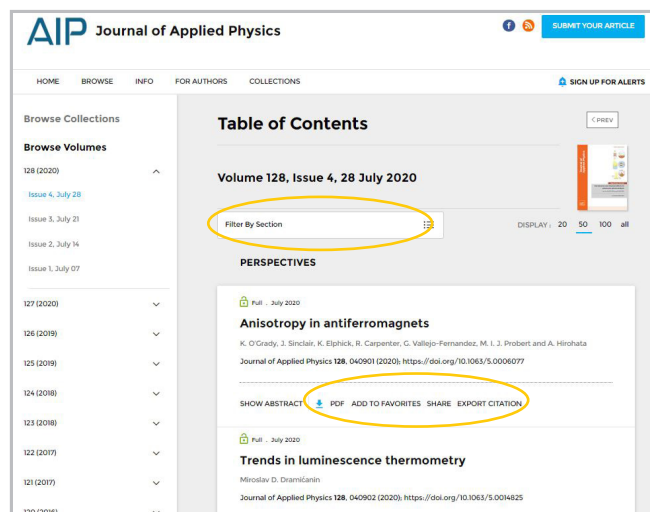 AIP Journal of Applied Physics
SUBMIT YOUR ARTICLE
HOME BROWSE INFO FOR AUTHORS COLLECTIONS
SIGN UP FOR ALERTS
Browse Collections
Browse Volumes
128 (2020)
Issue 4, July 28
Issue 3, July 21
Issue 2, July 14
Issue 1, July 07
127 (2020)
126 (2019)
125 (2019)
124 (2018)
123 (2018)
122 (2017)
121 (2017)
120 (2016)
Table of Contents
< PREV
Volume 128, Issue 4, 28 July 2020
Filter By Section
DISPLAY: 20 50 100 all
PERSPECTIVES
Full . July 2020
Anisotropy in antiferromagnets
K. O'Grady, J. Sinclair, K. Elphick, R. Carpenter, G. Vallejo-Fernandez, M. I. J. Probert and A. Hirohata
Journal of Applied Physics 128, 040901 (2020); https://doi.org/10.1063/5.0006077
SHOW ABSTRACT PDF ADD TO FAVORITES SHARE EXPORT CITATION
Full . July 2020
Trends in luminescence thermometry
Miroslav D. Dramićanin
Journal of Applied Physics 128, 040902 (2020); https://doi.org/10.1063/5.0014825